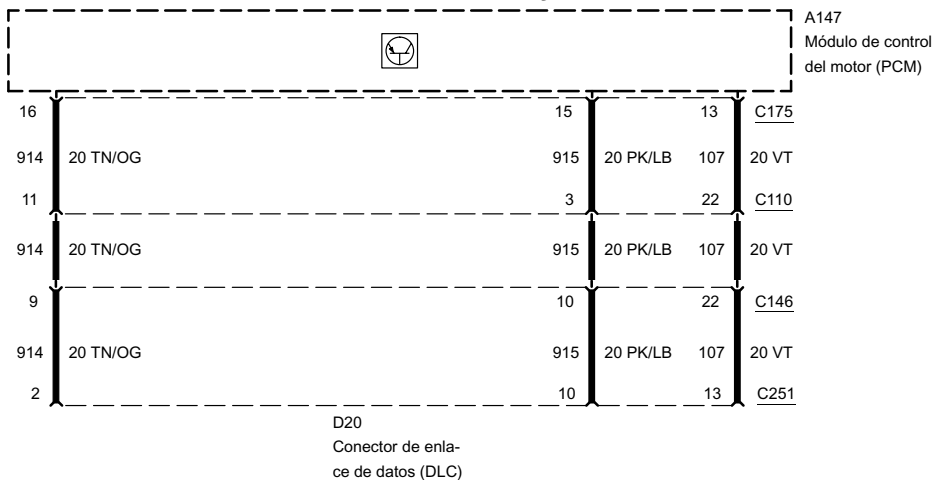 A147
Módulo de control
del motor (PCM)
16 15 13 C175
914 20 TN/OG 915 20 PK/LB 107 20 VT
11 3 22 C110
914 20 TN/OG 915 20 PK/LB 107 20 VT
9 10 22 C146
914 20 TN/OG 915 20 PK/LB 107 20 VT
2 10 13 C251
D20
Conector de enla-
ce de datos (DLC)